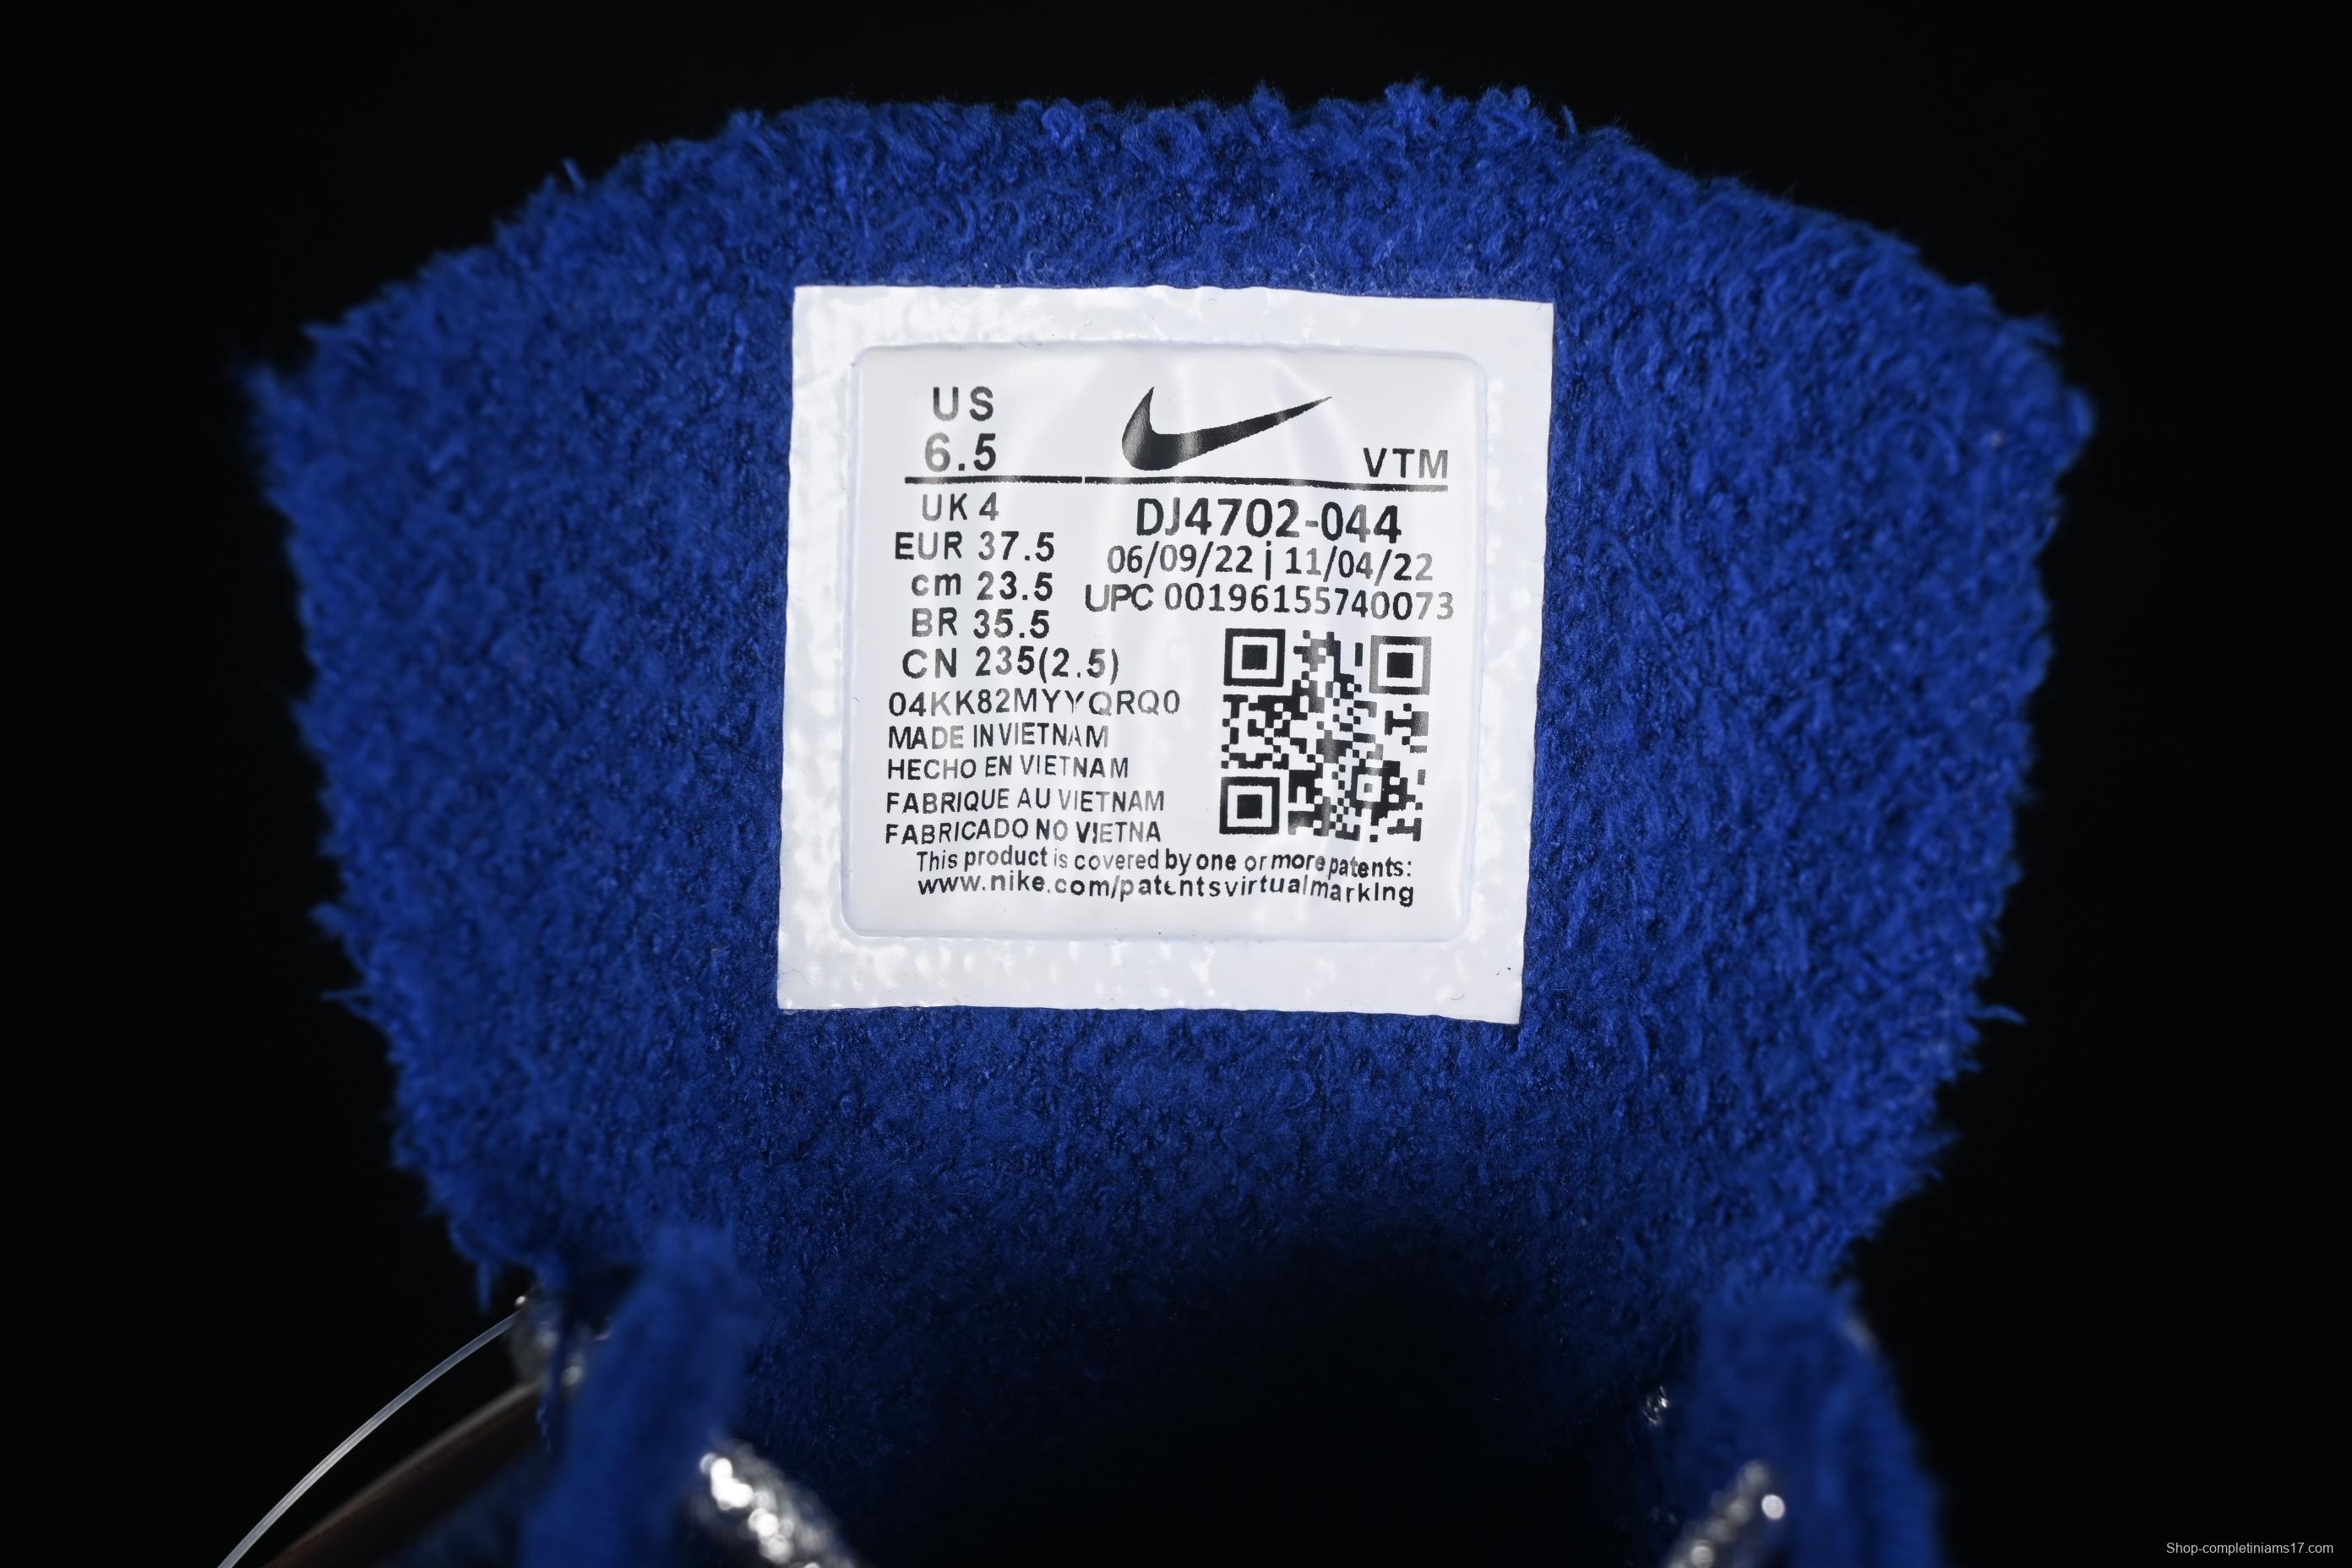 US
6.5
VTM
UK 4
EUR 37.5
cm 23.5
BR 35.5
CN 235(2.5)
DJ4702-044
06/09/22 | 11/04/22
UPC 00196155740073
04KK82MYYQRQ0
MADE IN VIETNAM
HECHO EN VIETNAM
FABRIQUE AU VIETNAM
FABRICADO NO VIETNA
This product is covered by one or more patents:
www.nike.com/patentsvirtualmarkIng
Shop-completiniams17.com